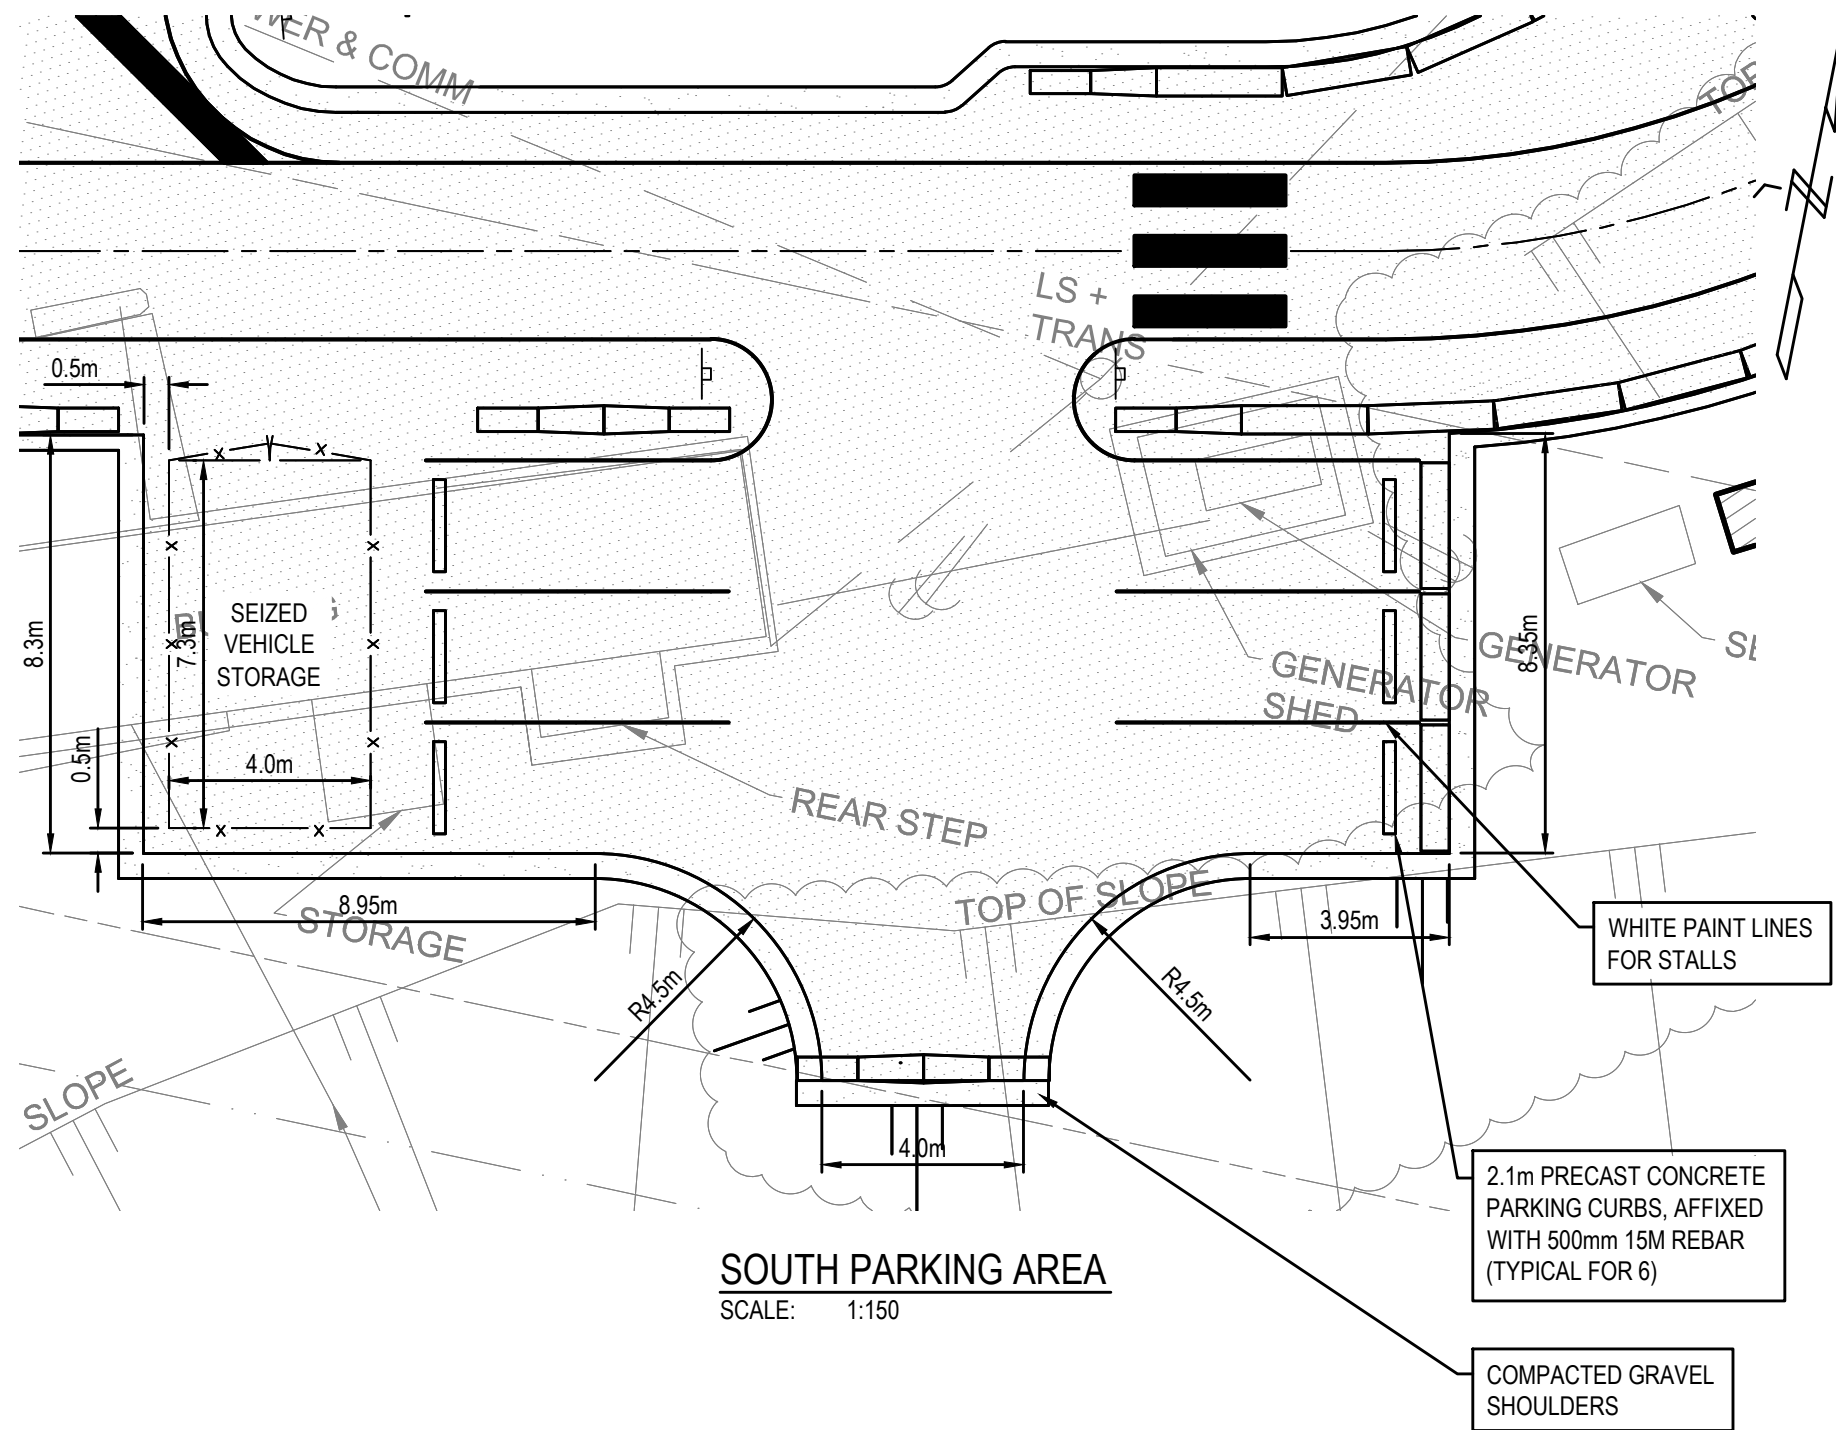 & COMM
LS +
TRANS
0.5m
8.3m
7.3m
SEIZED
VEHICLE
STORAGE
0.5m
4.0m
GENERATOR
GENERATOR
SHED
8.35m
REAR STEP
TOP OF SLOPE
8.95m
STORAGE
3.95m
WHITE PAINT LINES
FOR STALLS
R4.5m
R4.5m
SLOPE
4.0m
2.1m PRECAST CONCRETE
PARKING CURBS, AFFIXED
WITH 500mm 15M REBAR
(TYPICAL FOR 6)
SOUTH PARKING AREA
SCALE: 1:150
COMPACTED GRAVEL
SHOULDERS